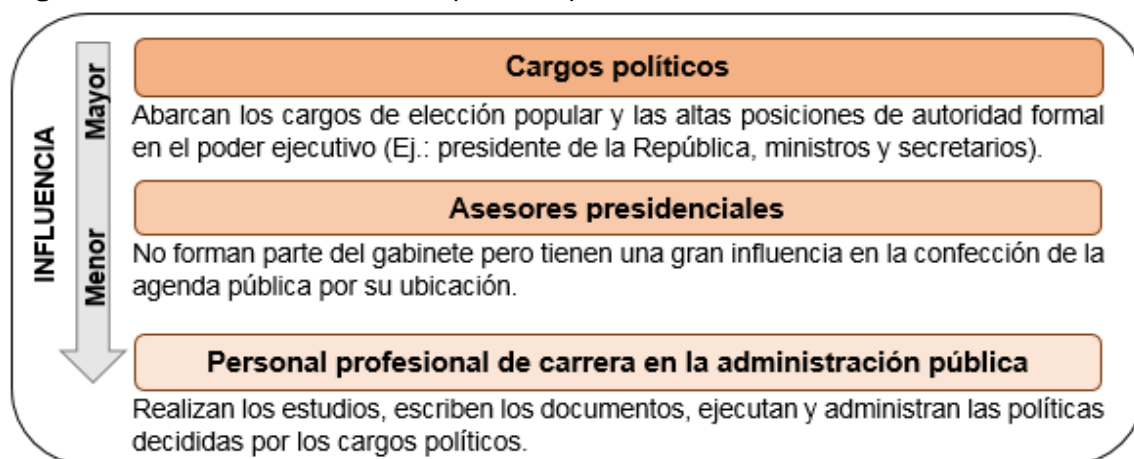 Cargos políticos
Abarcan los cargos de elección popular y las altas posiciones de autoridad formal
en el poder ejecutivo (Ej.: presidente de la República, ministros y secretarios).
Asesores presidenciales
No forman parte del gabinete pero tienen una gran influencia en la confección de la
agenda pública por su ubicación.
Personal profesional de carrera en la administración pública
Realizan los estudios, escriben los documentos, ejecutan y administran las políticas
decididas por los cargos políticos.
INFLUENCIA
Mayor
Menor